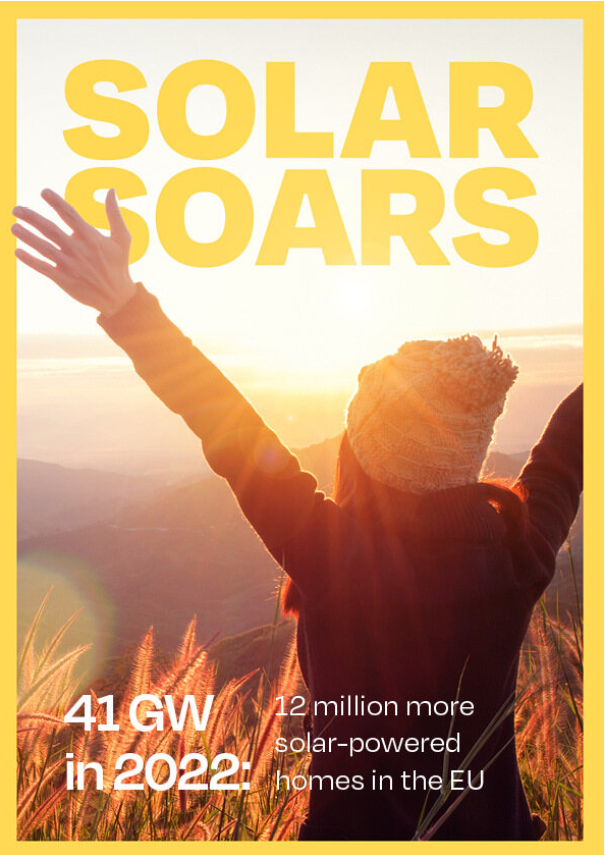 SOLAR
SOARS
41 GW
in 2022:
12 million more
solar-powered
homes in the EU